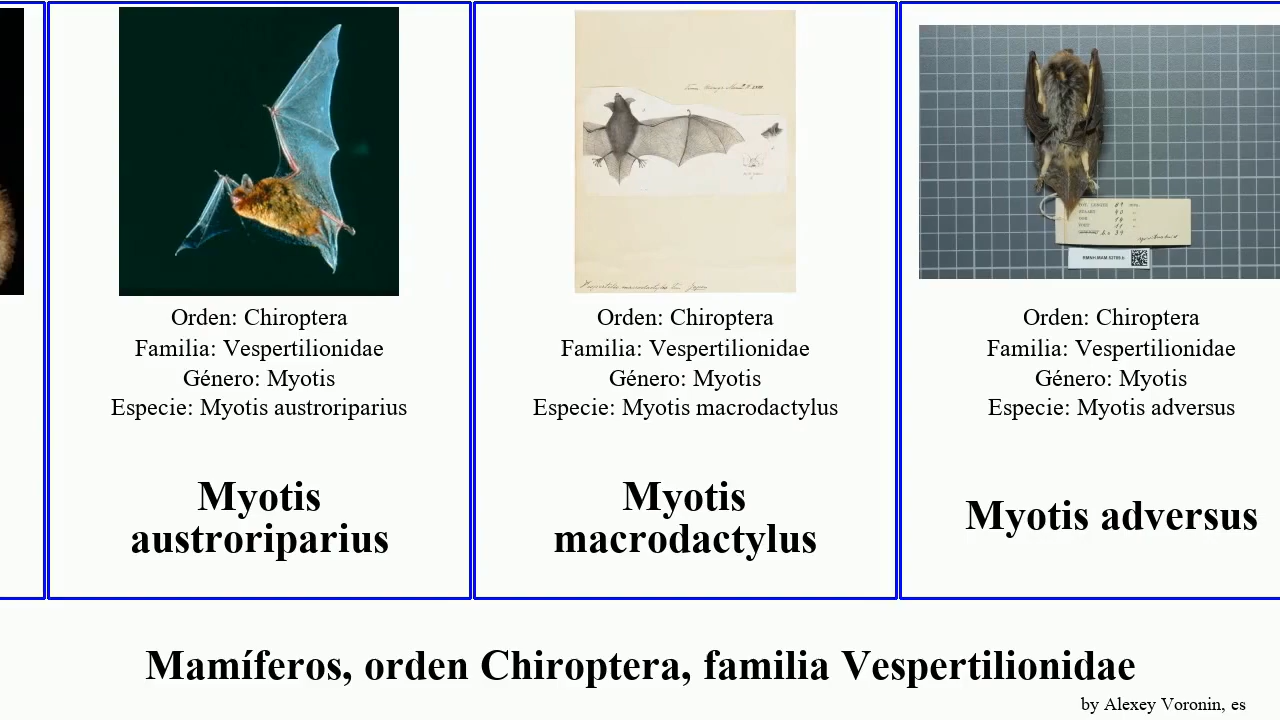 Orden: Chiroptera
Familia: Vespertilionidae
Género: Myotis
Especie: Myotis austroriparius
Myotis
austroriparius
Orden: Chiroptera
Familia: Vespertilionidae
Género: Myotis
Especie: Myotis macrodactylus
Myotis
macrodactylus
Orden: Chiroptera
Familia: Vespertilionidae
Género: Myotis
Especie: Myotis adversus
Myotis adversus
Mamíferos, orden Chiroptera, familia Vespertilionidae
by Alexey Voronin, es